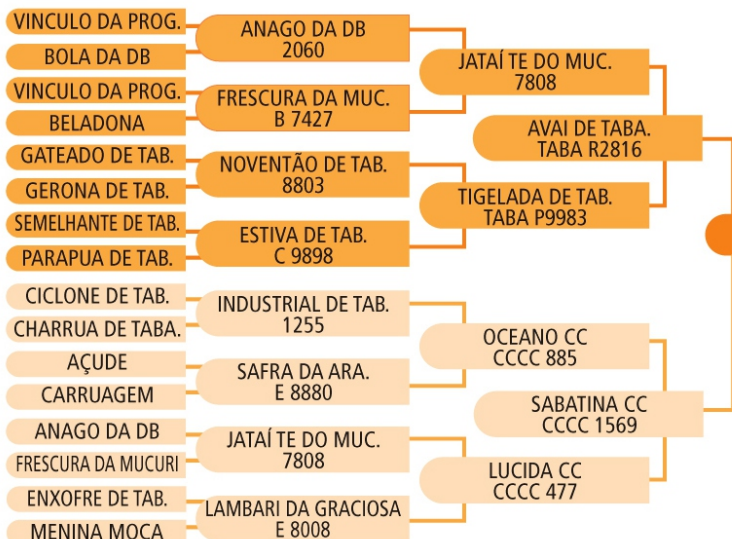 VINCULO DA PROG.
BOLA DA DB
VINCULO DA PROG.
BELADONA
GATEADO DE TAB.
GERONA DE TAB.
SEMELHANTE DE TAB.
PARAPUA DE TAB.
CICLONE DE TAB.
CHARRUA DE TABA.
AÇUDE
CARRUAGEM
ANAGO DA DB
FRESCURA DA MUCURI
ENXOFRE DE TAB.
MENINA MOÇA
ANAGO DA DB
2060
FRESCURA DA MUC.
B 7427
NOVENTÃO DE TAB.
8803
ESTIVA DE TAB.
C 9898
INDUSTRIAL DE TAB.
1255
SAFRA DA ARA.
E 8880
JATAÍ TE DO MUC.
7808
LAMBARI DA GRACIOSA
E 8008
JATAÍ TE DO MUC.
7808
TIGELADA DE TAB.
TABA P9983
OCEANO CC
CCCC 885
LUCIDA CC
CCCC 477
AVAI DE TABA.
TABA R2816
SABATINA CC
CCCC 1569